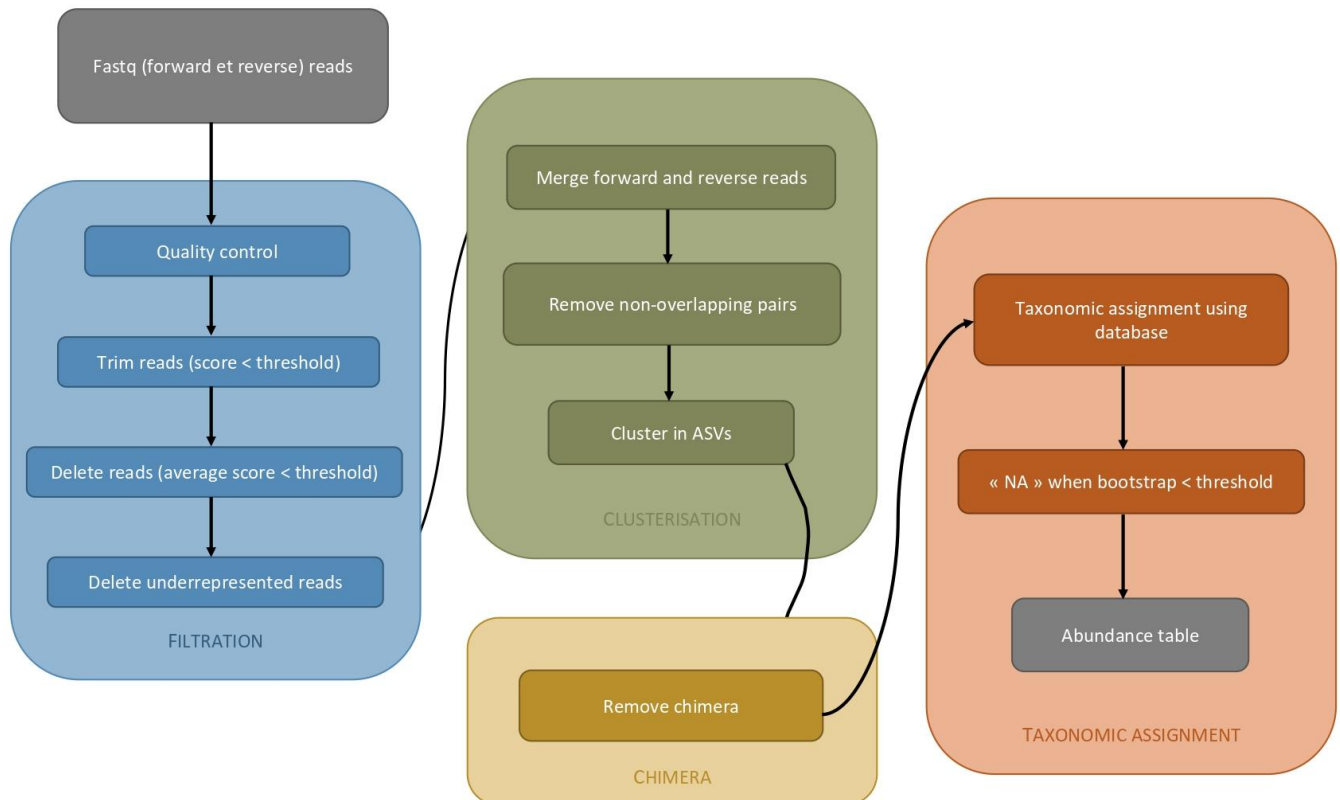 Fastq (forward et reverse) reads
Quality control
Trim reads (score < threshold)
Delete reads (average score < threshold)
Delete underrepresented reads
FILTRATION
Merge forward and reverse reads
Remove non-overlapping pairs
Cluster in ASVs
CLUSTERISATION
Remove chimera
CHIMERA
Taxonomic assignment using
database
« NA » when bootstrap < threshold
Abundance table
TAXONOMIC ASSIGNMENT